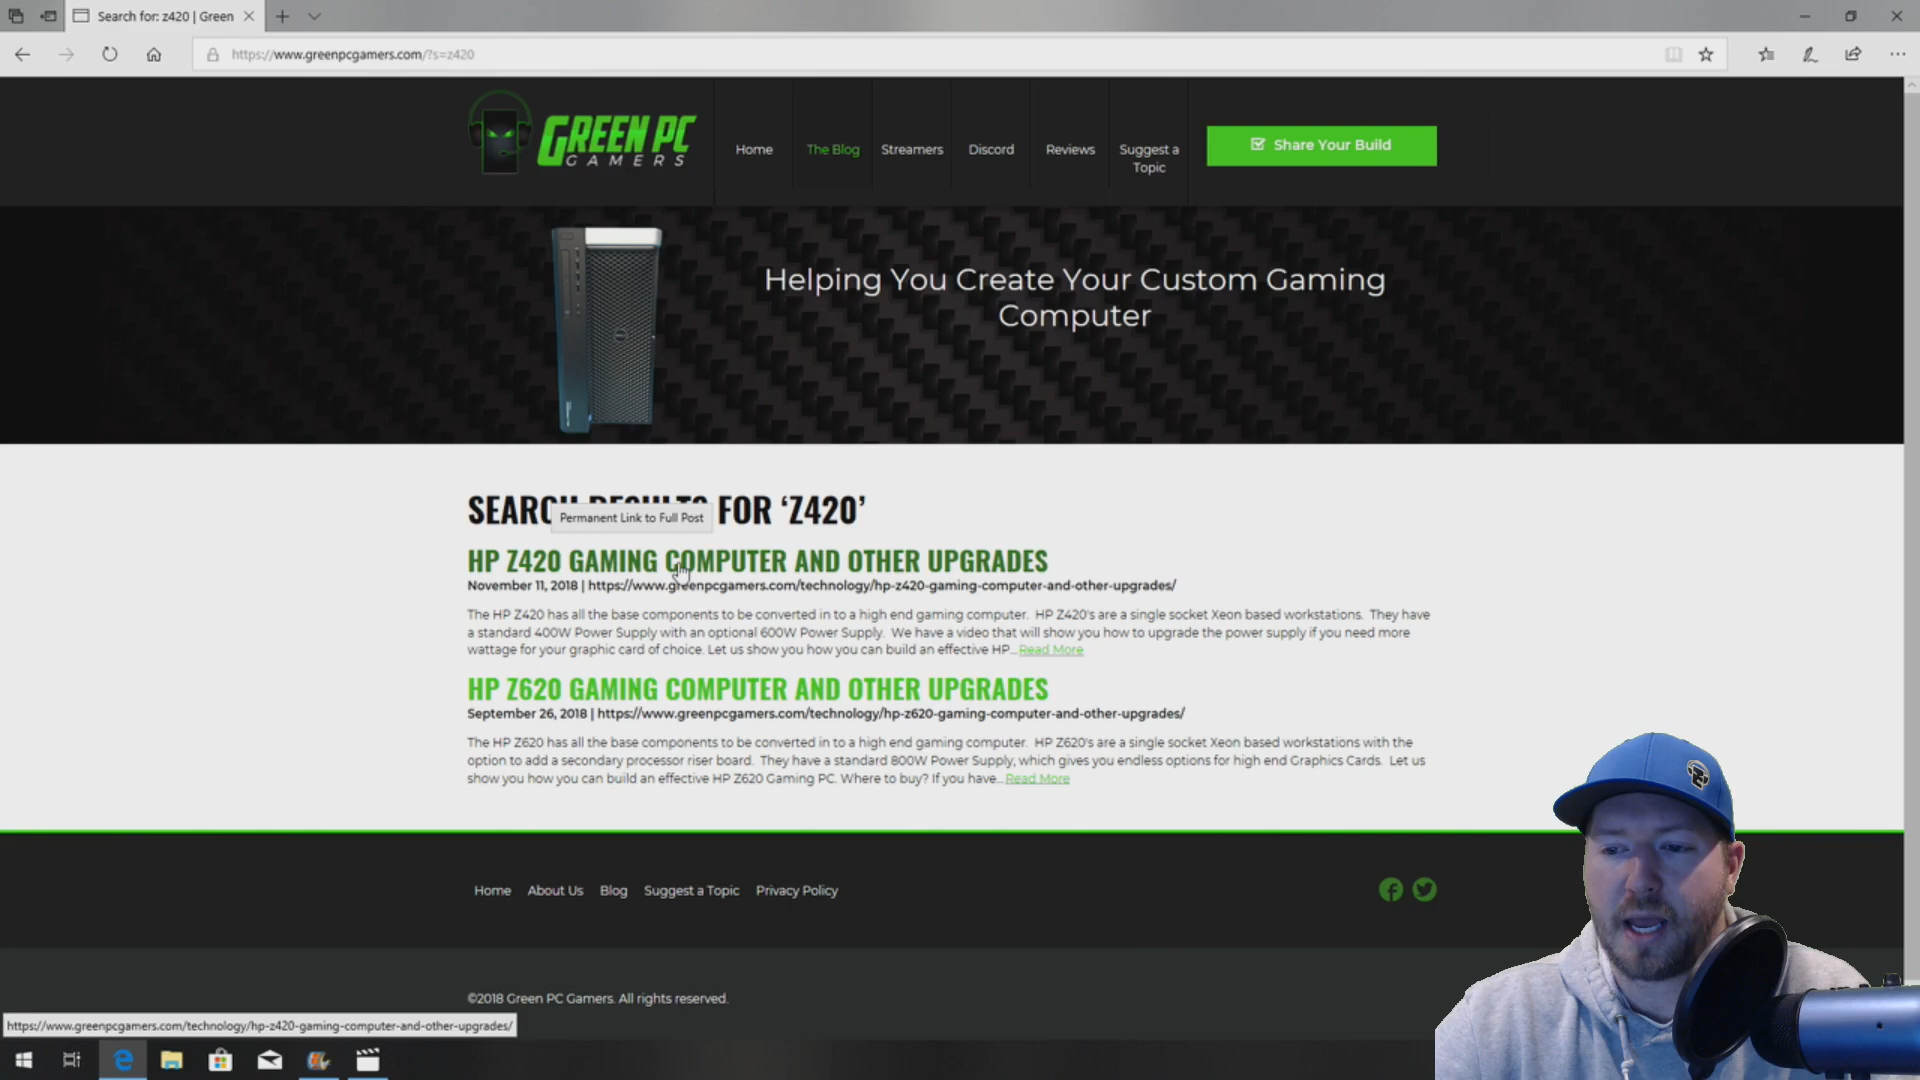 Search for: z420 | Green
https://www.greenpcgamers.com/?s=z420
GREEN PC
GAMERS
Home
The Blog
Streamers
Discord
Reviews
Suggest a
Topic
Share Your Build
Helping You Create Your Custom Gaming
Computer
SEARCH RESULTS FOR ‘Z420’
Permanent Link to Full Post
HP Z420 GAMING COMPUTER AND OTHER UPGRADES
November 11, 2018 | https://www.greenpcgamers.com/technology/hp-z420-gaming-computer-and-other-upgrades/
The HP Z420 has all the base components to be converted in to a high end gaming computer. HP Z420's are a single socket Xeon based workstations. They have
a standard 400W Power Supply with an optional 600W Power Supply. We have a video that will show you how to upgrade the power supply if you need more
wattage for your graphic card of choice. Let us show you how you can build an effective HP...Read More
HP Z620 GAMING COMPUTER AND OTHER UPGRADES
September 26, 2018 | https://www.greenpcgamers.com/technology/hp-z620-gaming-computer-and-other-upgrades/
The HP Z620 has all the base components to be converted in to a high end gaming computer. HP Z620's are a single socket Xeon based workstations with the
option to add a secondary processor riser board. They have a standard 800W Power Supply, which gives you endless options for high end Graphics Cards. Let us
show you how you can build an effective HP Z620 Gaming PC. Where to buy? If you have...Read More
Home
About Us
Blog
Suggest a Topic
Privacy Policy
©2018 Green PC Gamers. All rights reserved.
https://www.greenpcgamers.com/technology/hp-z420-gaming-computer-and-other-upgrades/